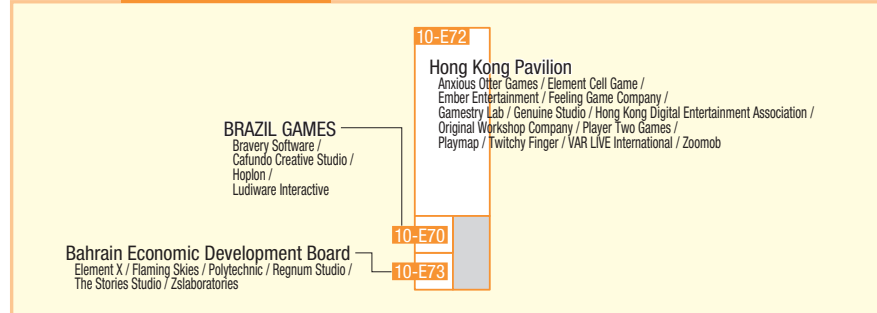 10-E72
Hong Kong Pavilion
Anxious Otter Games / Element Cell Game /
Ember Entertainment / Feeling Game Company /
Gamestry Lab / Genuine Studio / Hong Kong Digital Entertainment Association /
Original Workshop Company / Player Two Games /
Playmap / Twitchy Finger / VAR LIVE International / Zoomob
BRAZIL GAMES
Bravery Software /
Cafundo Creative Studio /
Hoplon /
Ludiware Interactive
10-E70
Bahrain Economic Development Board
Element X / Flaming Skies / Polytechnic / Regnum Studio /
The Stories Studio / Zslaboratories
10-E73